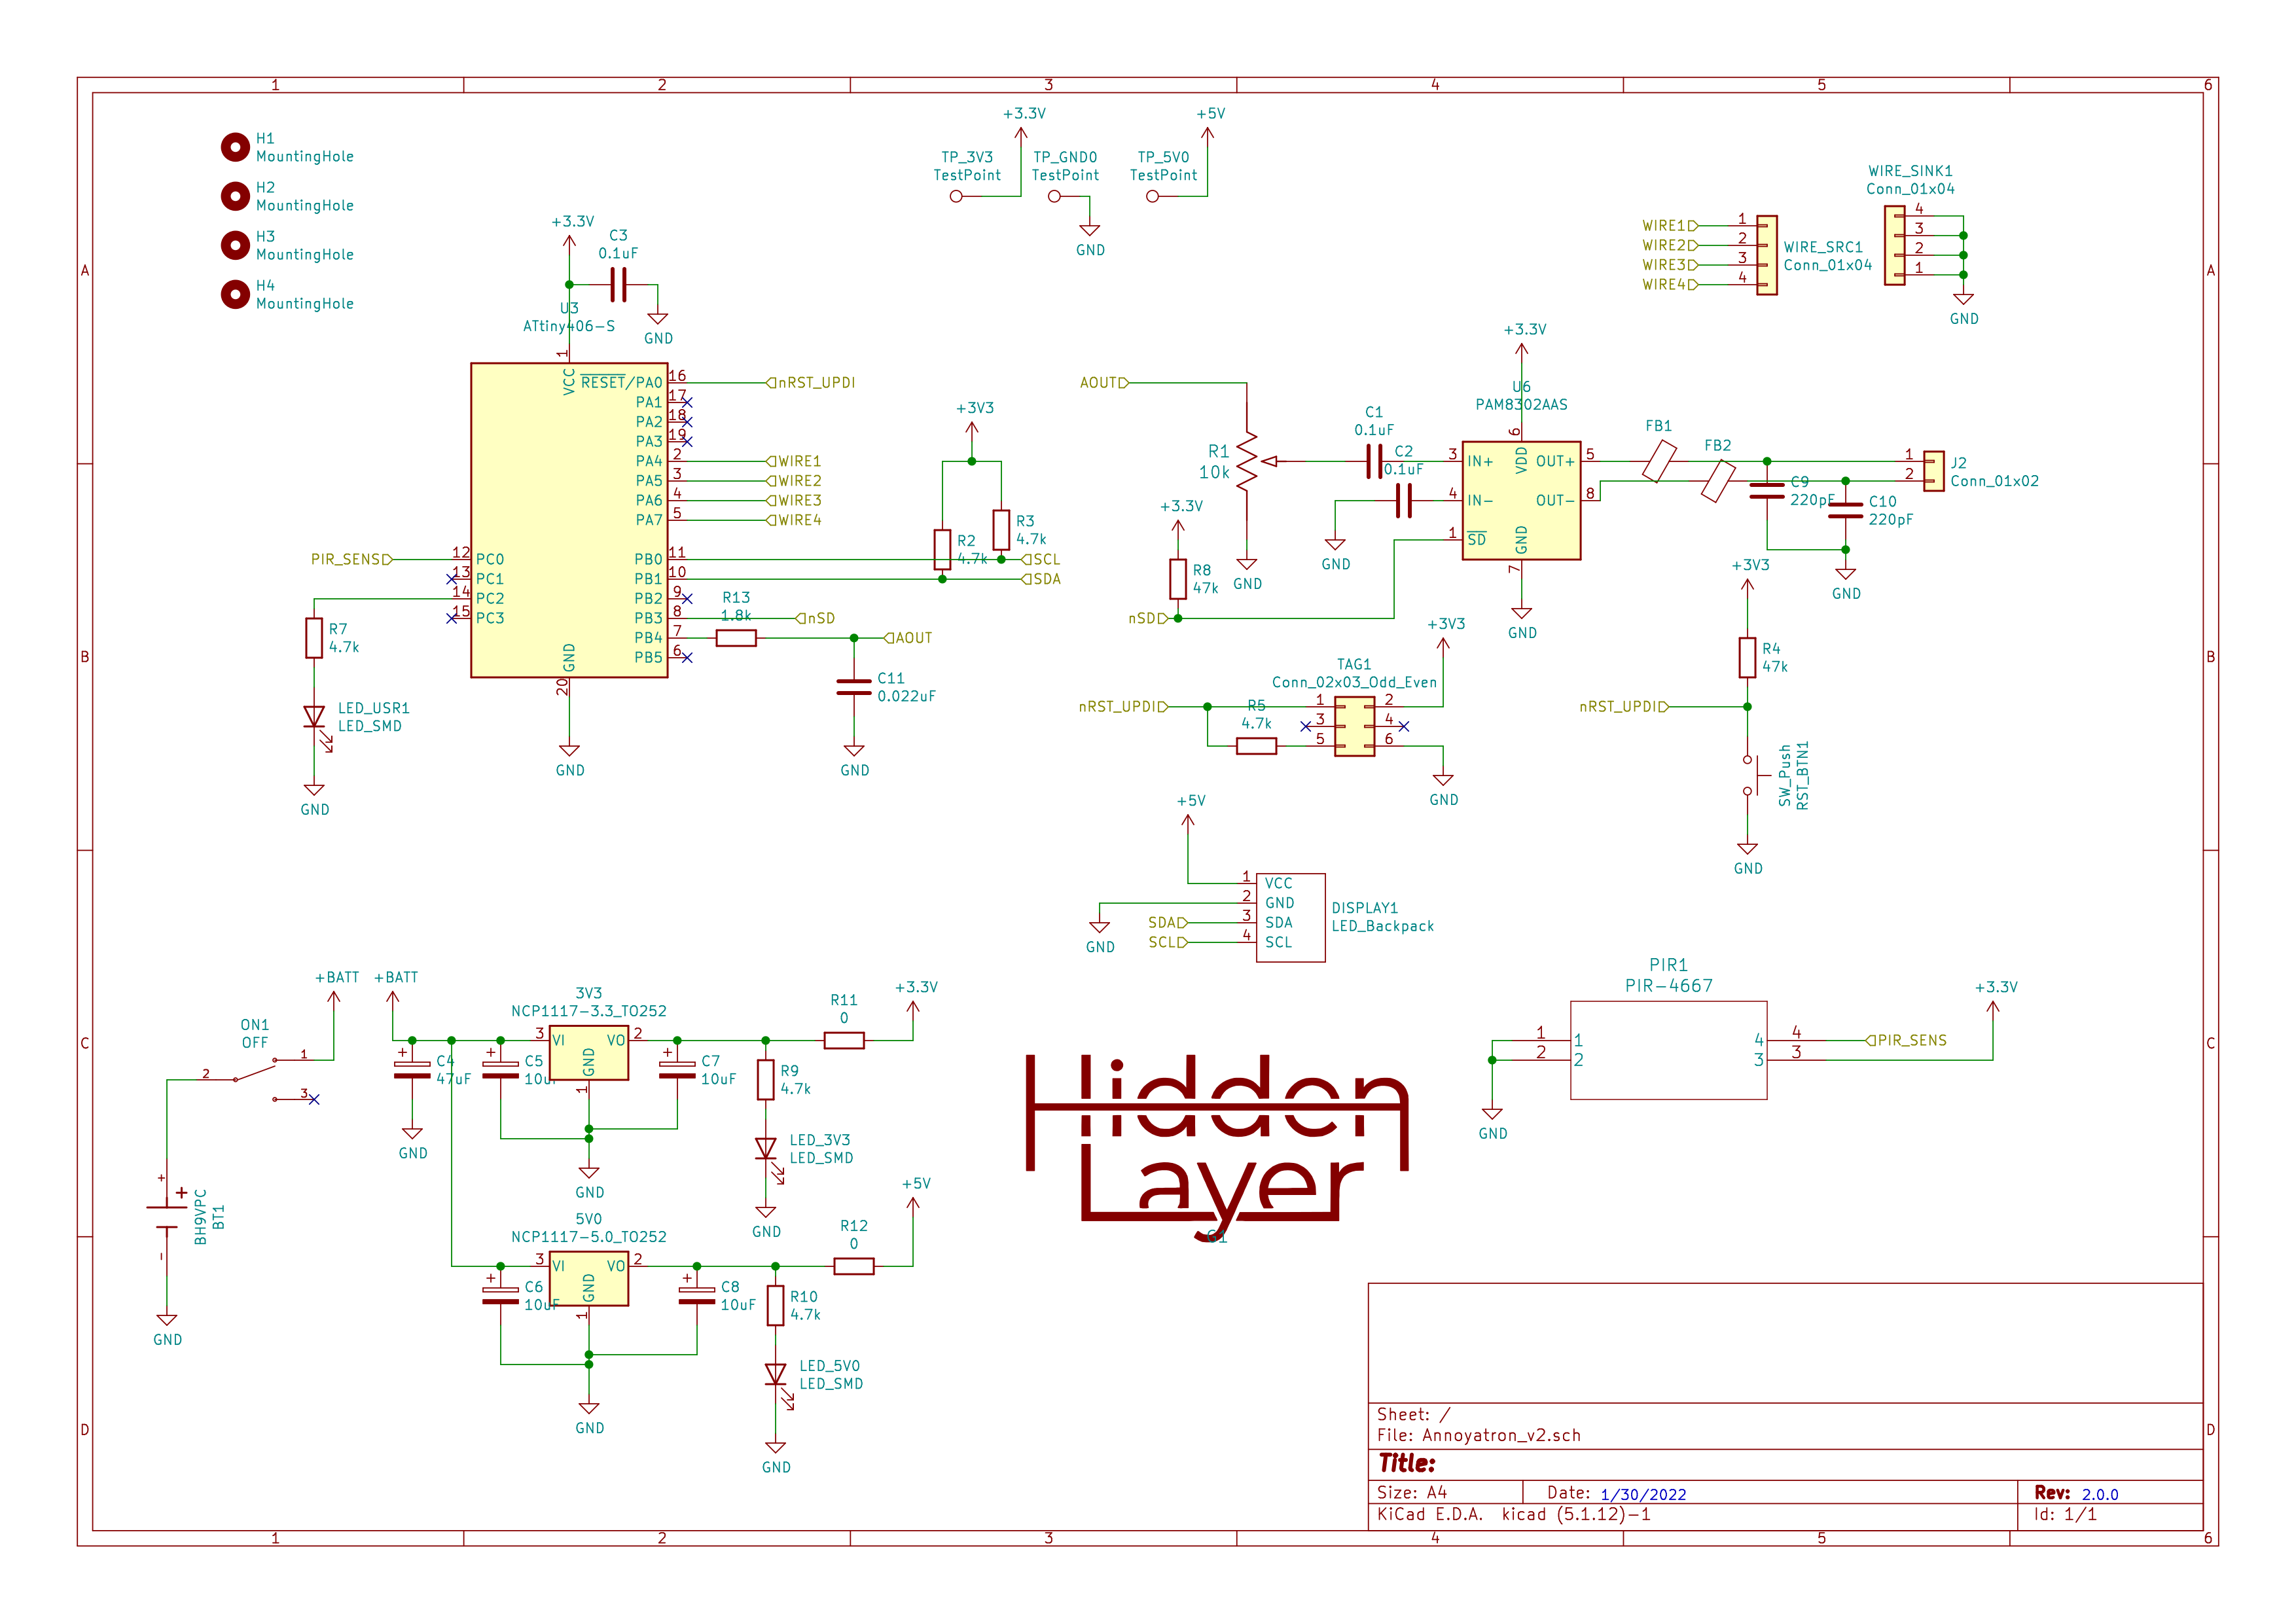 1 2 3 4 5 6
A
B
C
D
A
B
C
D
H1
MountingHole
H2
MountingHole
H3
MountingHole
H4
MountingHole
+3.3V
TP_3V3
TestPoint
TP_GND0
TestPoint
GND
+5V
TP_5V0
TestPoint
WIRE1
WIRE2
WIRE3
WIRE4
1
2
3
4
WIRE_SRC1
Conn_01x04
WIRE_SINK1
Conn_01x04
4
3
2
1
GND
+3.3V
C3
0.1uF
GND
U3
ATtiny406-S
1
VCC
RESET/PA0 16 nRST_UPDI
PA1 17
PA2 18
PA3 19
PA4 2 WIRE1
PA5 3 WIRE2
PA6 4 WIRE3
PA7 5 WIRE4
PB0 11 SCL
PB1 10 SDA
PB2 9
PB3 8 nSD
PB4 7 AOUT
PB5 6
PIR_SENS 12 PC0
13 PC1
14 PC2
15 PC3
GND
20
GND
R7
4.7k
LED_USR1
LED_SMD
GND
+3V3
R2
4.7k
R3
4.7k
R13
1.8k
C11
0.022uF
GND
AOUT
R1
10k
GND
C1
0.1uF
C2
0.1uF
GND
+3.3V
U6
PAM8302AAS
6
VDD
3 IN+
4 IN-
1 SD
OUT+ 5
OUT- 8
GND
7
GND
+3.3V
R8
47k
nSD
FB1
FB2
C9
220pF
C10
220pF
GND
1
2
J2
Conn_01x02
+3V3
R4
47k
nRST_UPDI
SW_Push
RST_BTN1
GND
+3V3
TAG1
Conn_02x03_Odd_Even
nRST_UPDI
R5
4.7k
1 2
3 4
5 6
GND
+5V
1 VCC
2 GND
3 SDA
4 SCL
GND
SDA
SCL
DISPLAY1
LED_Backpack
+BATT
ON1
OFF
1
2
3
BH9VPC
BT1
+
+
-
GND
+BATT
C4
47uF
GND
C5
10uF
3V3
NCP1117-3.3_TO252
3 VI VO 2
GND
1
GND
C7
10uF
R9
4.7k
LED_3V3
LED_SMD
GND
R11
0
+3.3V
C6
10uF
5V0
NCP1117-5.0_TO252
3 VI VO 2
GND
1
GND
C8
10uF
R10
4.7k
LED_5V0
LED_SMD
GND
R12
0
+5V
Hidden
Layer
G1
PIR1
PIR-4667
1 1
2 2
4 4
3 3
PIR_SENS
+3.3V
GND
Sheet: /
File: Annoyatron_v2.sch
Title:
Size: A4 Date: 1/30/2022 Rev: 2.0.0
KiCad E.D.A. kicad (5.1.12)-1 Id: 1/1
1 2 3 4 5 6